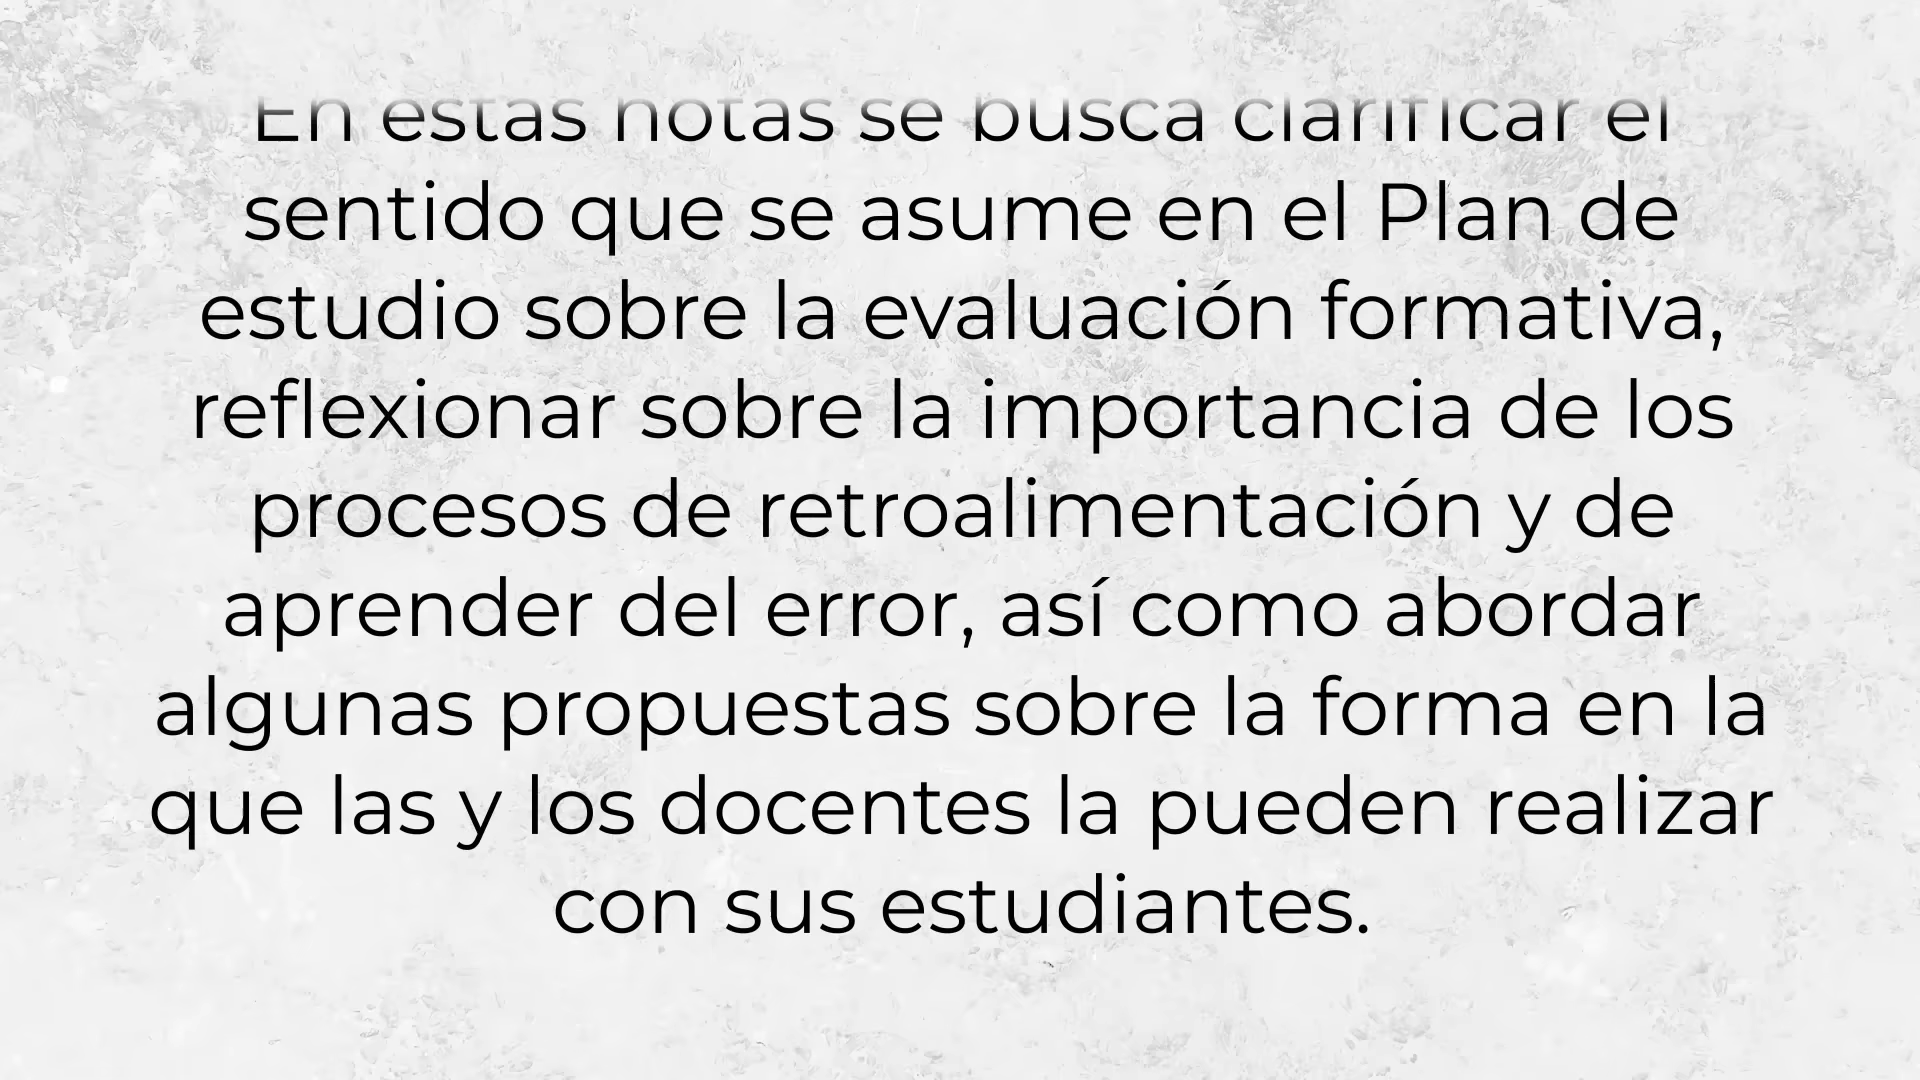 En estas notas se busca clarificar el
sentido que se asume en el Plan de
estudio sobre la evaluación formativa,
reflexionar sobre la importancia de los
procesos de retroalimentación y de
aprender del error, así como abordar
algunas propuestas sobre la forma en la
que las y los docentes la pueden realizar
con sus estudiantes.